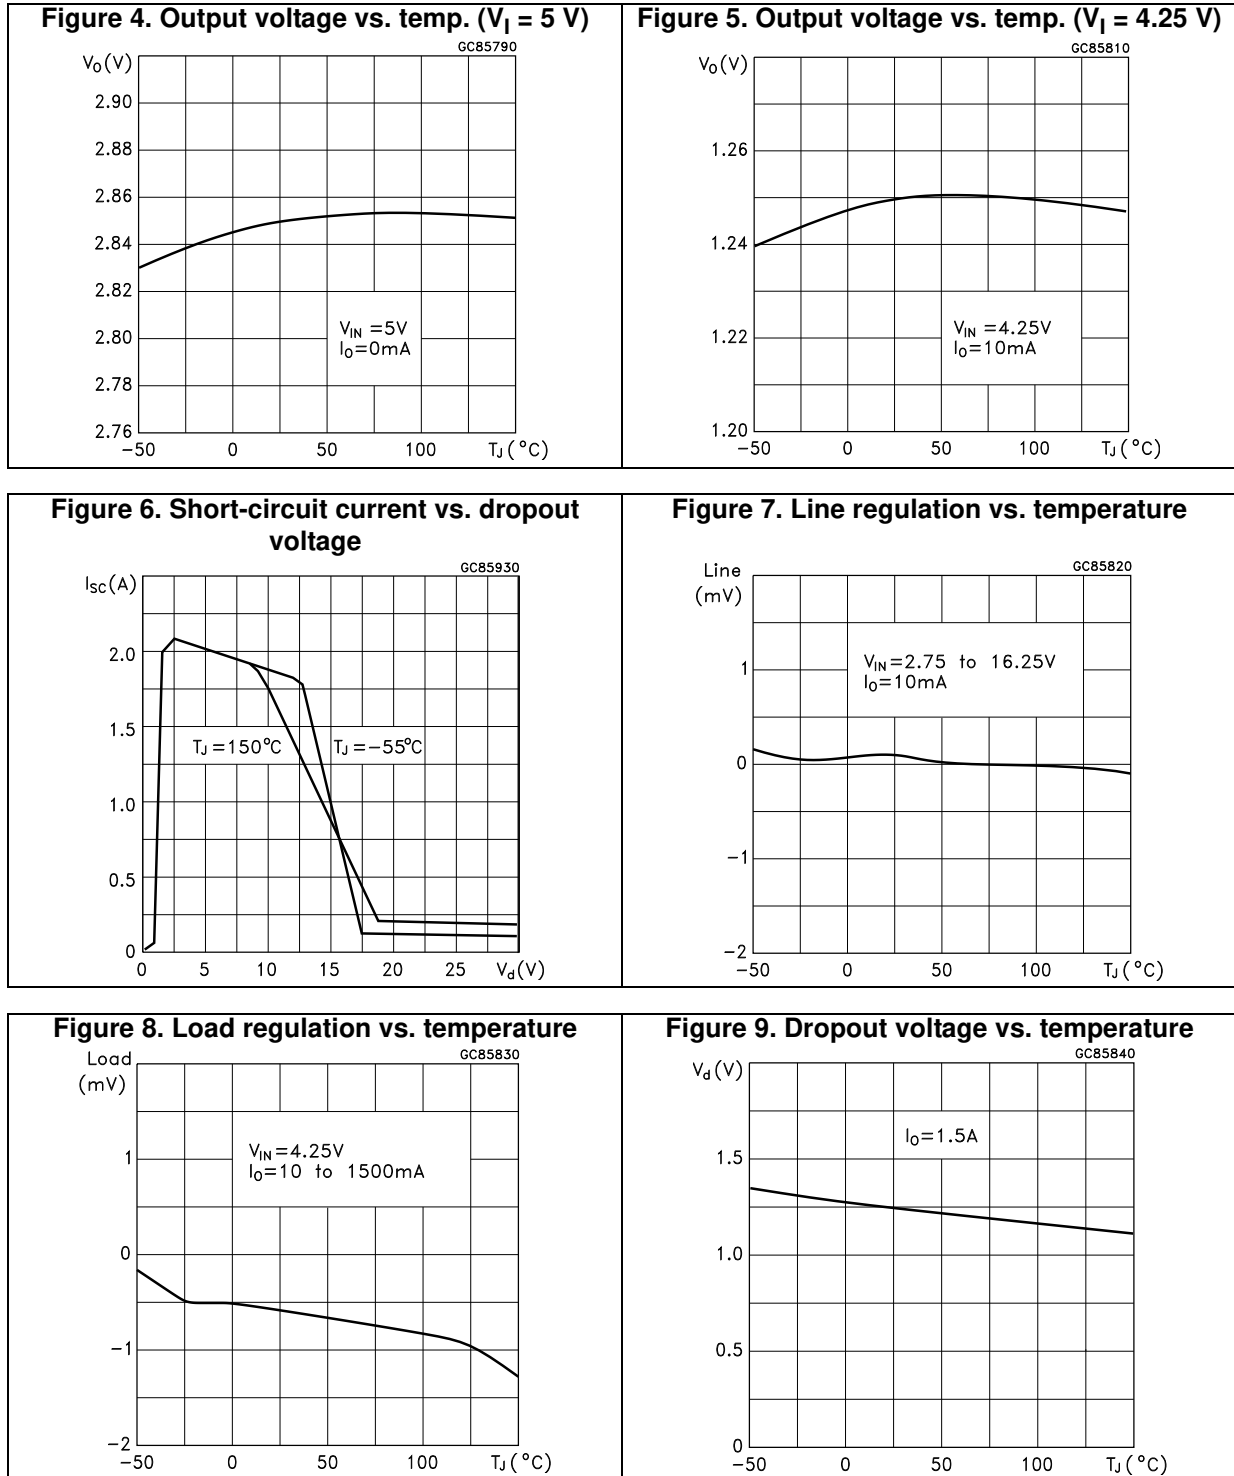 Figure 4. Output voltage vs. temp. (VI = 5 V)
GC85790
VO(V)
2.90
2.88
2.86
2.84
2.82
2.80
2.78
2.76
VIN =5V
IO=0mA
-50 0 50 100 TJ(°C)
Figure 5. Output voltage vs. temp. (VI = 4.25 V)
GC85810
VO(V)
1.26
1.24
1.22
1.20
VIN =4.25V
IO=10mA
-50 0 50 100 TJ(°C)
Figure 6. Short-circuit current vs. dropout
voltage
GC85930
ISC(A)
2.0
1.5
1.0
0.5
0
TJ=150°C TJ=-55°C
0 5 10 15 20 25 Vd(V)
Figure 7. Line regulation vs. temperature
GC85820
Line
(mV)
1
0
-1
-2
VIN=2.75 to 16.25V
IO=10mA
-50 0 50 100 TJ(°C)
Figure 8. Load regulation vs. temperature
GC85830
Load
(mV)
1
0
-1
-2
VIN=4.25V
IO=10 to 1500mA
-50 0 50 100 TJ(°C)
Figure 9. Dropout voltage vs. temperature
GC85840
Vd(V)
1.5
1.0
0.5
0
IO=1.5A
-50 0 50 100 TJ(°C)